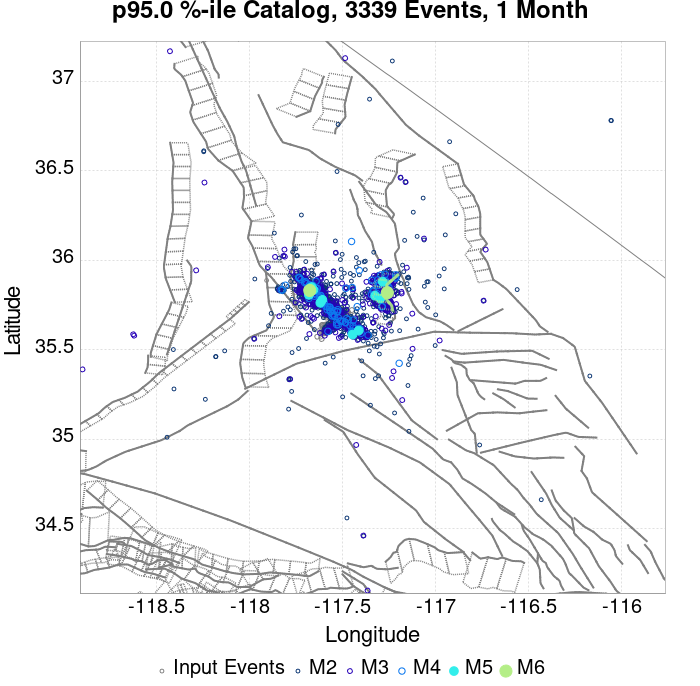 p95.0 %-ile Catalog, 3339 Events, 1 Month
37
36.5
36
35.5
35
34.5
Latitude
-118.5 -118 -117.5 -117 -116.5 -116
Longitude
Input Events M2 M3 M4 M5 M6